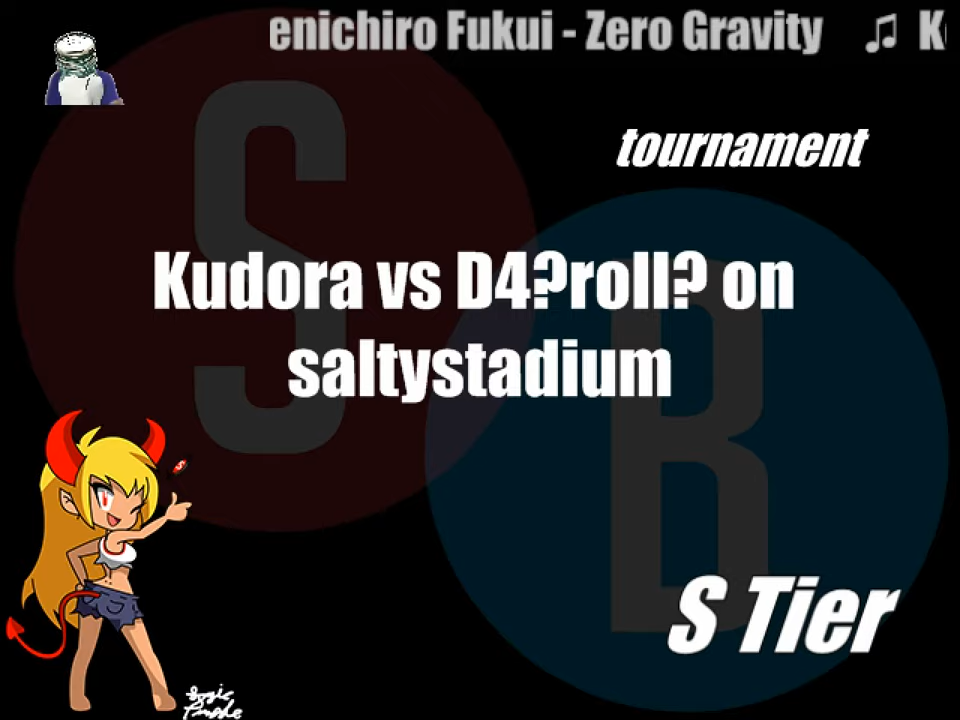 enichiro Fukui - Zero Gravity ♫ K
tournament
S
B
Kudora vs D4?roll? on
saltystadium
S Tier